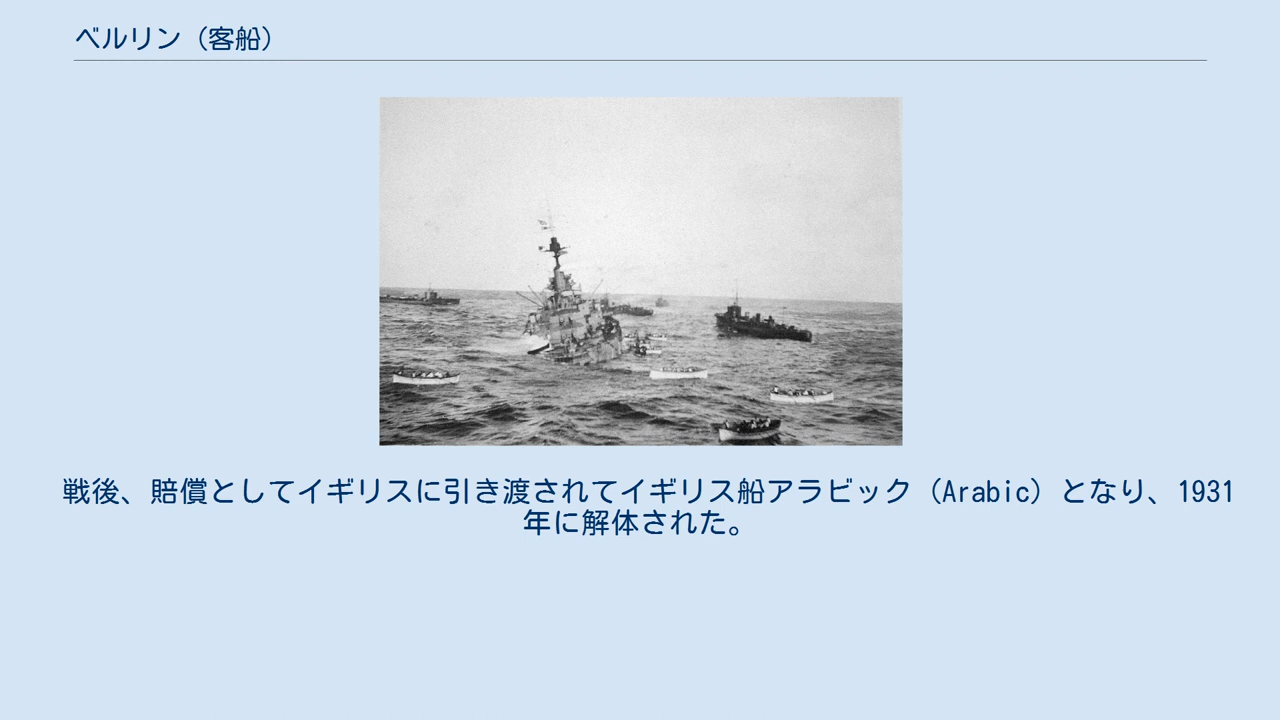 ベルリン（客船）
戦後、賠償としてイギリスに引き渡されてイギリス船アラビック（Arabic）となり、1931
年に解体された。